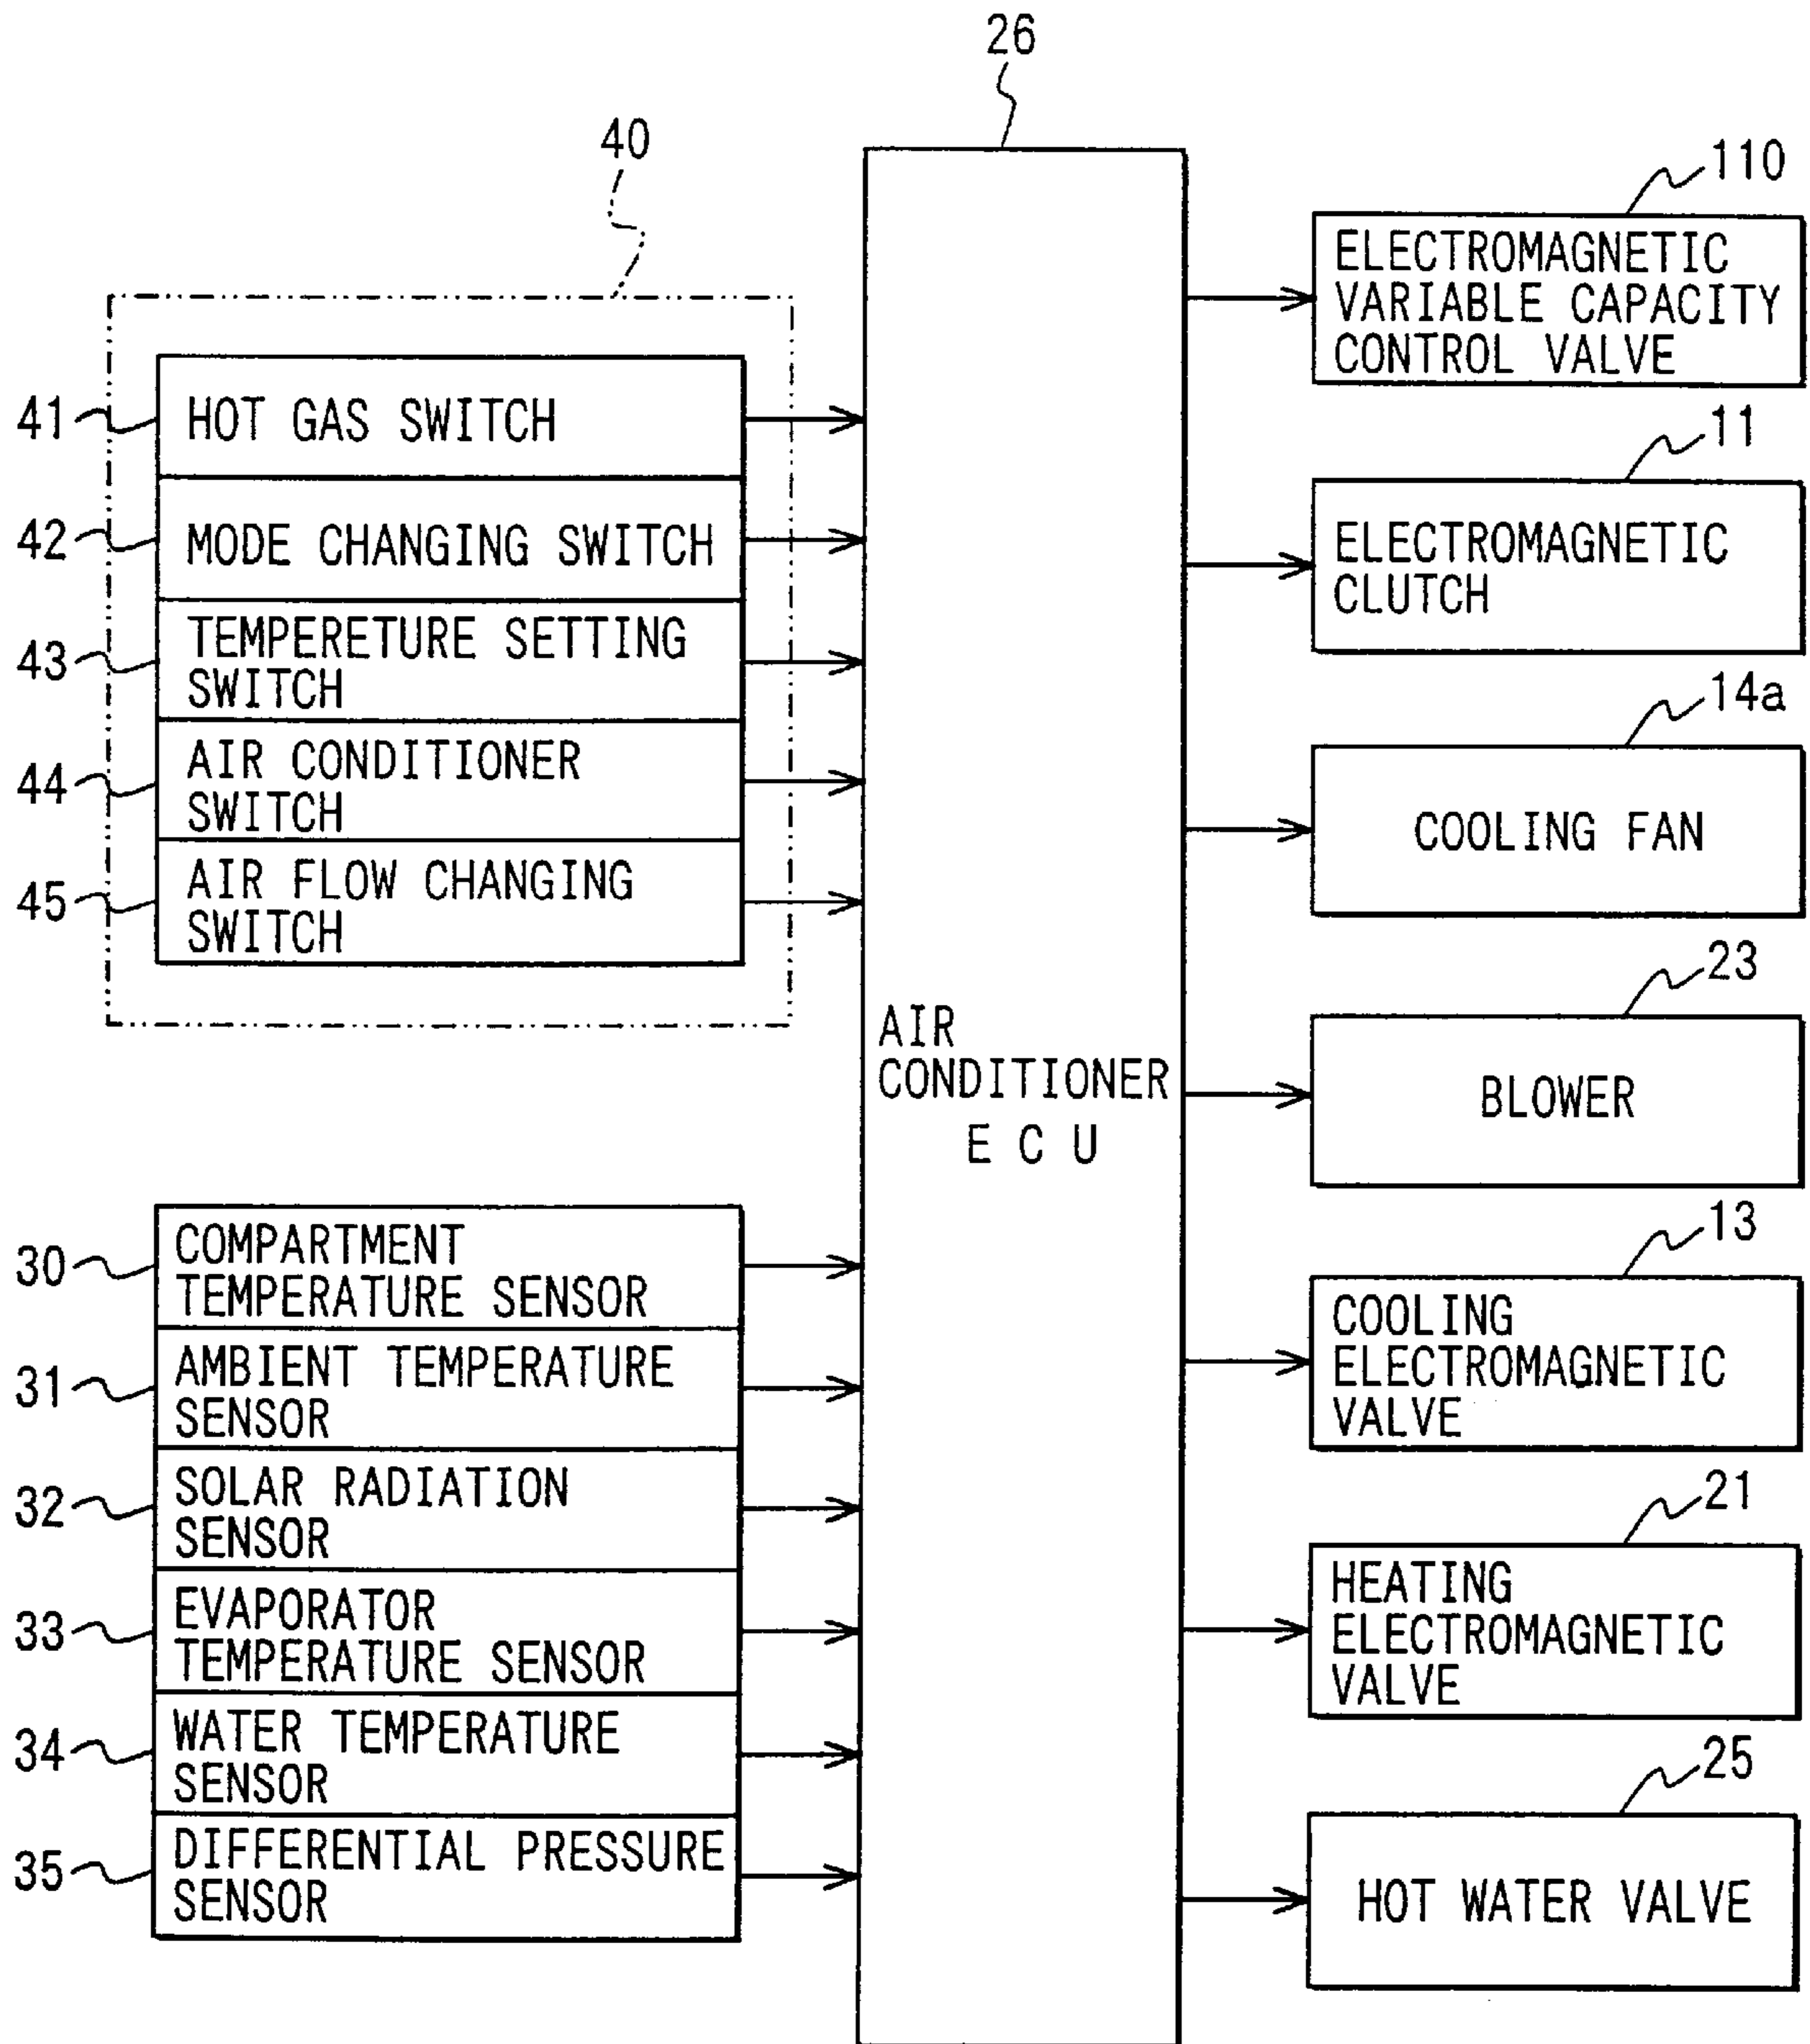 26
40
41
HOT GAS SWITCH
42
MODE CHANGING SWITCH
43
TEMPERETURE SETTING
SWITCH
44
AIR CONDITIONER
SWITCH
45
AIR FLOW CHANGING
SWITCH
30
COMPARTMENT
TEMPERATURE SENSOR
31
AMBIENT TEMPERATURE
SENSOR
32
SOLAR RADIATION
SENSOR
33
EVAPORATOR
TEMPERATURE SENSOR
34
WATER TEMPERATURE
SENSOR
35
DIFFERENTIAL PRESSURE
SENSOR
AIR
CONDITIONER
E C U
110
ELECTROMAGNETIC
VARIABLE CAPACITY
CONTROL VALVE
11
ELECTROMAGNETIC
CLUTCH
14a
COOLING FAN
23
BLOWER
13
COOLING
ELECTROMAGNETIC
VALVE
21
HEATING
ELECTROMAGNETIC
VALVE
25
HOT WATER VALVE